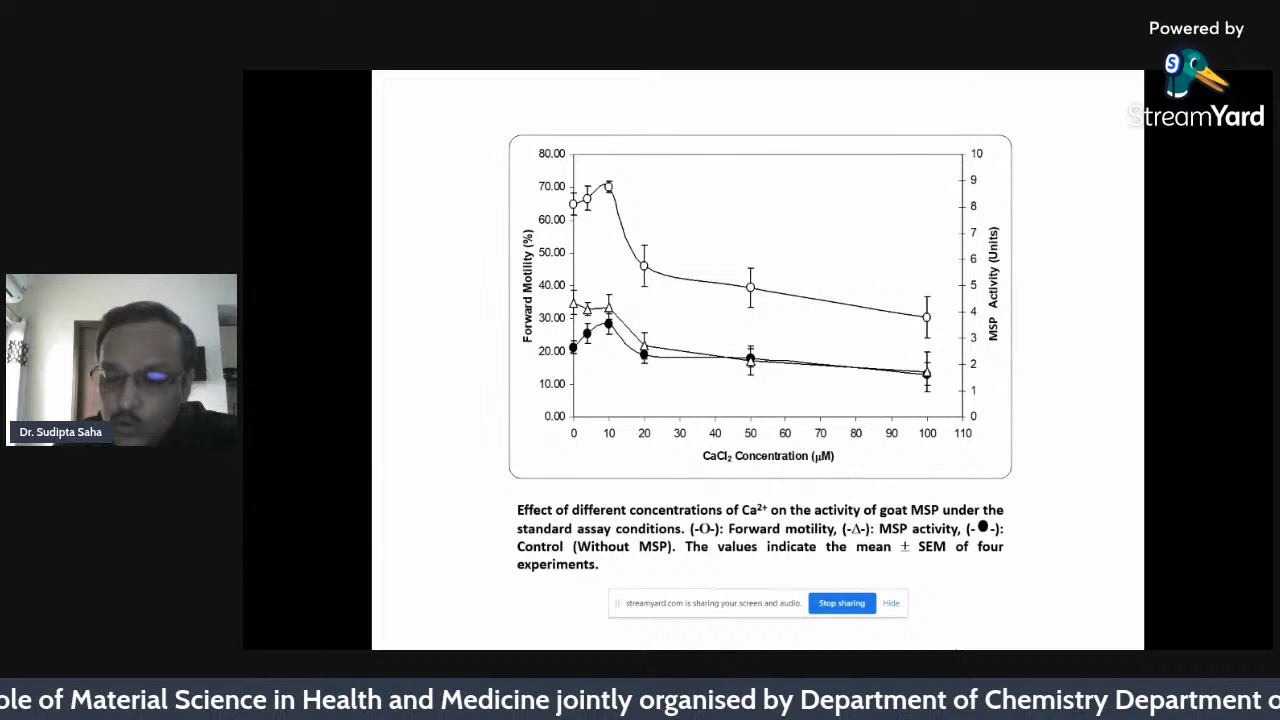 Powered by
S
StreamYard
80.00
70.00
60.00
50.00
40.00
30.00
20.00
10.00
0.00
Forward Motility (%)
10
9
8
7
6
5
4
3
2
1
0
MSP Activity (Units)
0 10 20 30 40 50 60 70 80 90 100 110
CaCl₂ Concentration (μM)
Effect of different concentrations of Ca²⁺ on the activity of goat MSP under the
standard assay conditions. (-O-): Forward motility, (-Δ-): MSP activity, (-●-):
Control (Without MSP). The values indicate the mean ± SEM of four
experiments.
streamyard.com is sharing your screen and audio. Stop sharing Hide
Dr. Sudipta Saha
ole of Material Science in Health and Medicine jointly organised by Department of Chemistry Department o